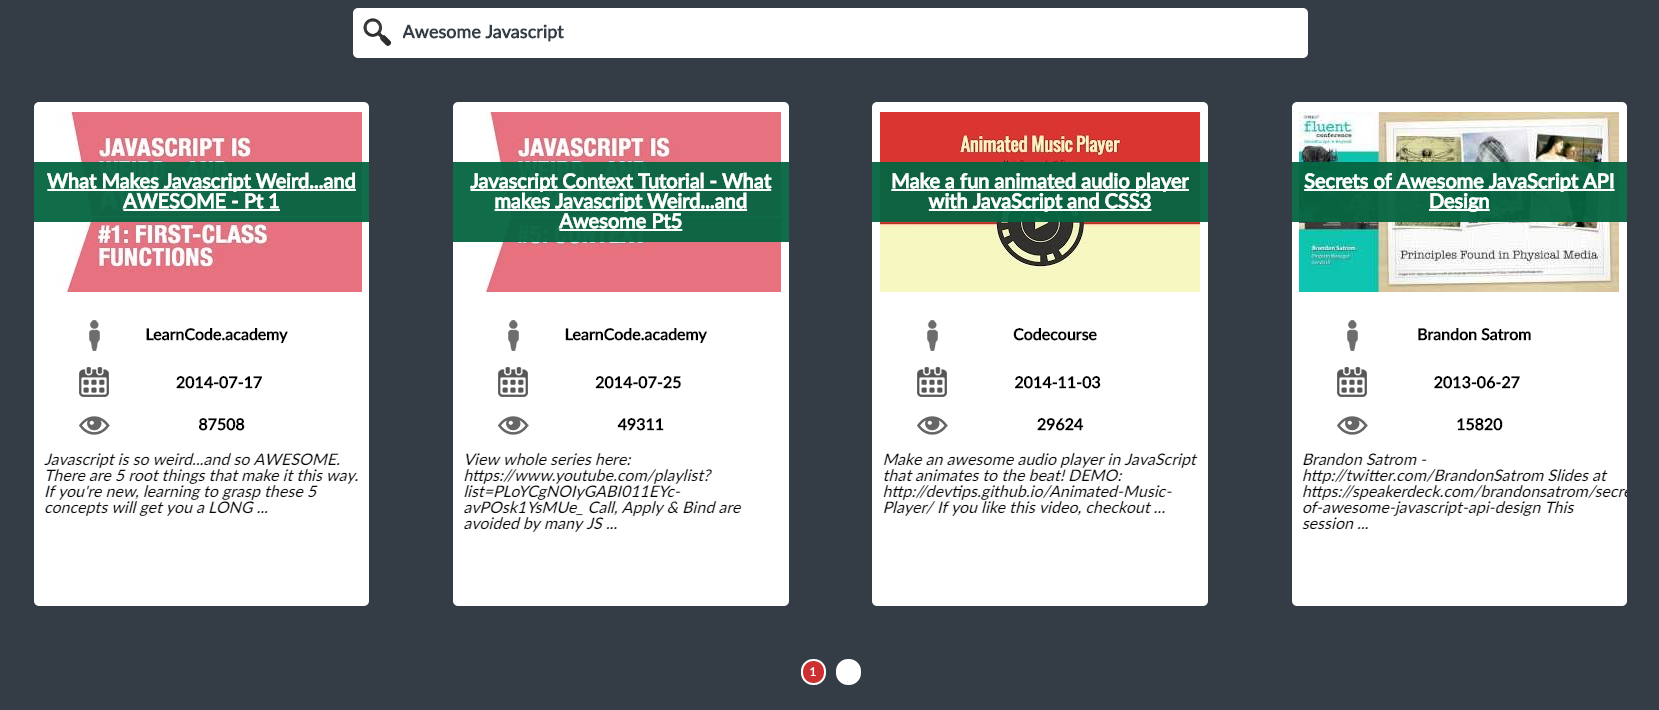 Awesome Javascript
JAVASCRIPT IS
What Makes Javascript Weird...and
AWESOME - Pt 1
#1: FIRST-CLASS
FUNCTIONS
LearnCode.academy
2014-07-17
87508
Javascript is so weird...and so AWESOME.
There are 5 root things that make it this way.
If you're new, learning to grasp these 5
concepts will get you a LONG ...
JAVASCRIPT IS
Javascript Context Tutorial - What
makes Javascript Weird...and
Awesome Pt5
LearnCode.academy
2014-07-25
49311
View whole series here:
https://www.youtube.com/playlist?
list=PLoYCgNOIyGABI011EYc-
avPOsk1YsMUe_ Call, Apply & Bind are
avoided by many JS ...
Animated Music Player
Make a fun animated audio player
with JavaScript and CSS3
Codecourse
2014-11-03
29624
Make an awesome audio player in JavaScript
that animates to the beat! DEMO:
http://devtips.github.io/Animated-Music-
Player/ If you like this video, checkout ...
fluent
conference
Secrets of Awesome JavaScript API
Design
Brandon Satrom
Principles Found in Physical Media
Brandon Satrom
2013-06-27
15820
Brandon Satrom -
http://twitter.com/BrandonSatrom Slides at
https://speakerdeck.com/brandonsatrom/secre
of-awesome-javascript-api-design This
session ...
1